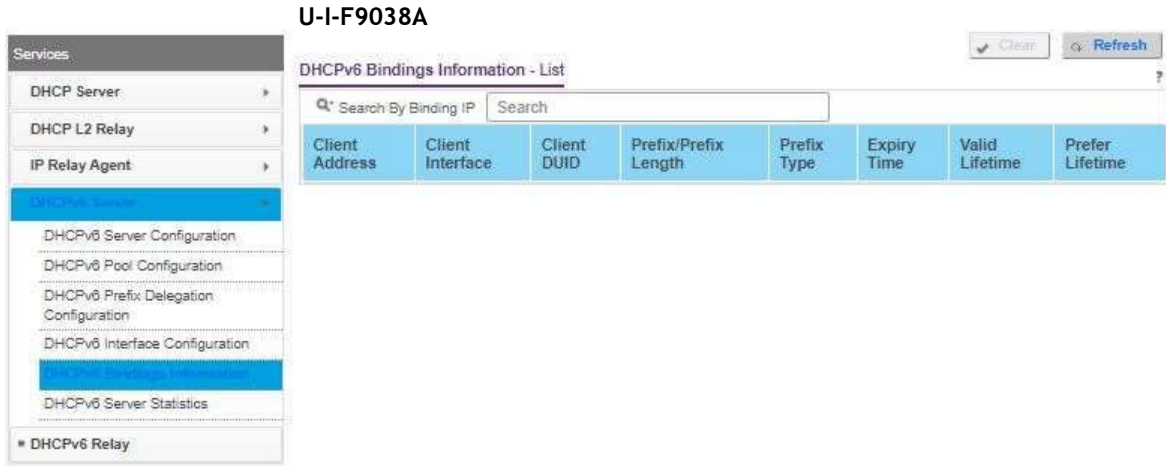 U-I-F9038A
Services
DHCP Server
DHCP L2 Relay
IP Relay Agent
DHCPv6 Server
DHCPv6 Server Configuration
DHCPv6 Pool Configuration
DHCPv6 Prefix Delegation
Configuration
DHCPv6 Interface Configuration
DHCPv6 Bindings Information
DHCPv6 Server Statistics
DHCPv6 Relay
Clear
Refresh
DHCPv6 Bindings Information - List
?
Search By Binding IP
Search
Client Address
Client Interface
Client DUID
Prefix/Prefix Length
Prefix Type
Expiry Time
Valid Lifetime
Prefer Lifetime